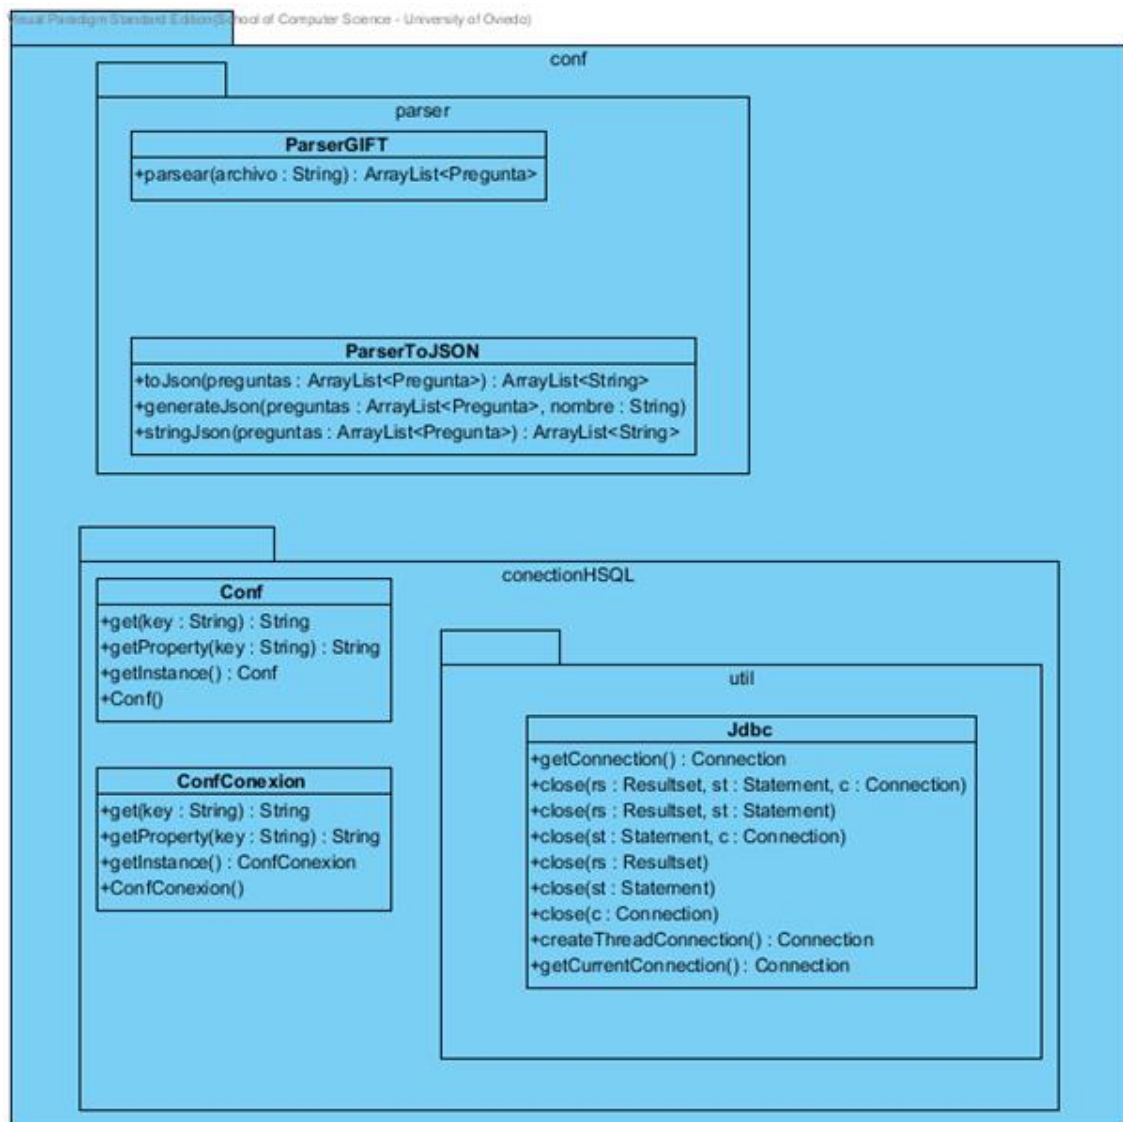 Visual Paradigm Standard Edition(School of Computer Science - University of Oviedo)
conf
parser
ParserGIFT
+parsear(archivo : String) : ArrayList<Pregunta>
ParserToJSON
+toJson(preguntas : ArrayList<Pregunta>) : ArrayList<String>
+generateJson(preguntas : ArrayList<Pregunta>, nombre : String)
+stringJson(preguntas : ArrayList<Pregunta>) : ArrayList<String>
conectionHSQL
Conf
+get(key : String) : String
+getProperty(key : String) : String
+getInstance() : Conf
+Conf()
ConfConexion
+get(key : String) : String
+getProperty(key : String) : String
+getInstance() : ConfConexion
+ConfConexion()
util
Jdbc
+getConnection() : Connection
+close(rs : Resultset, st : Statement, c : Connection)
+close(rs : Resultset, st : Statement)
+close(st : Statement, c : Connection)
+close(rs : Resultset)
+close(st : Statement)
+close(c : Connection)
+createThreadConnection() : Connection
+getCurrentConnection() : Connection